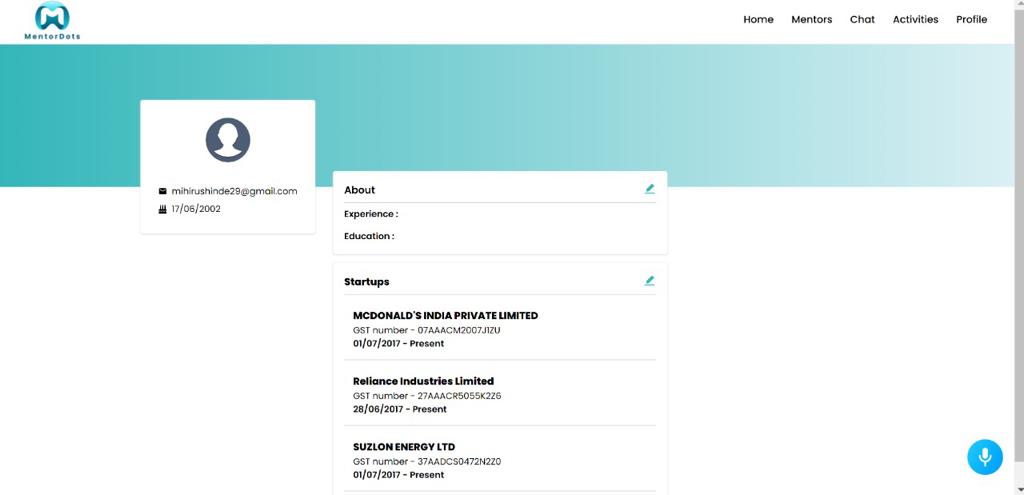 MentorDots
Home Mentors Chat Activities Profile
mihirushinde29@gmail.com
17/06/2002
About
Experience :
Education :
Startups
MCDONALD'S INDIA PRIVATE LIMITED
GST number - 07AAACM2007J1ZU
01/07/2017 - Present
Reliance Industries Limited
GST number - 27AAACR5055K2Z6
28/06/2017 - Present
SUZLON ENERGY LTD
GST number - 37AADCS0472N2Z0
01/07/2017 - Present